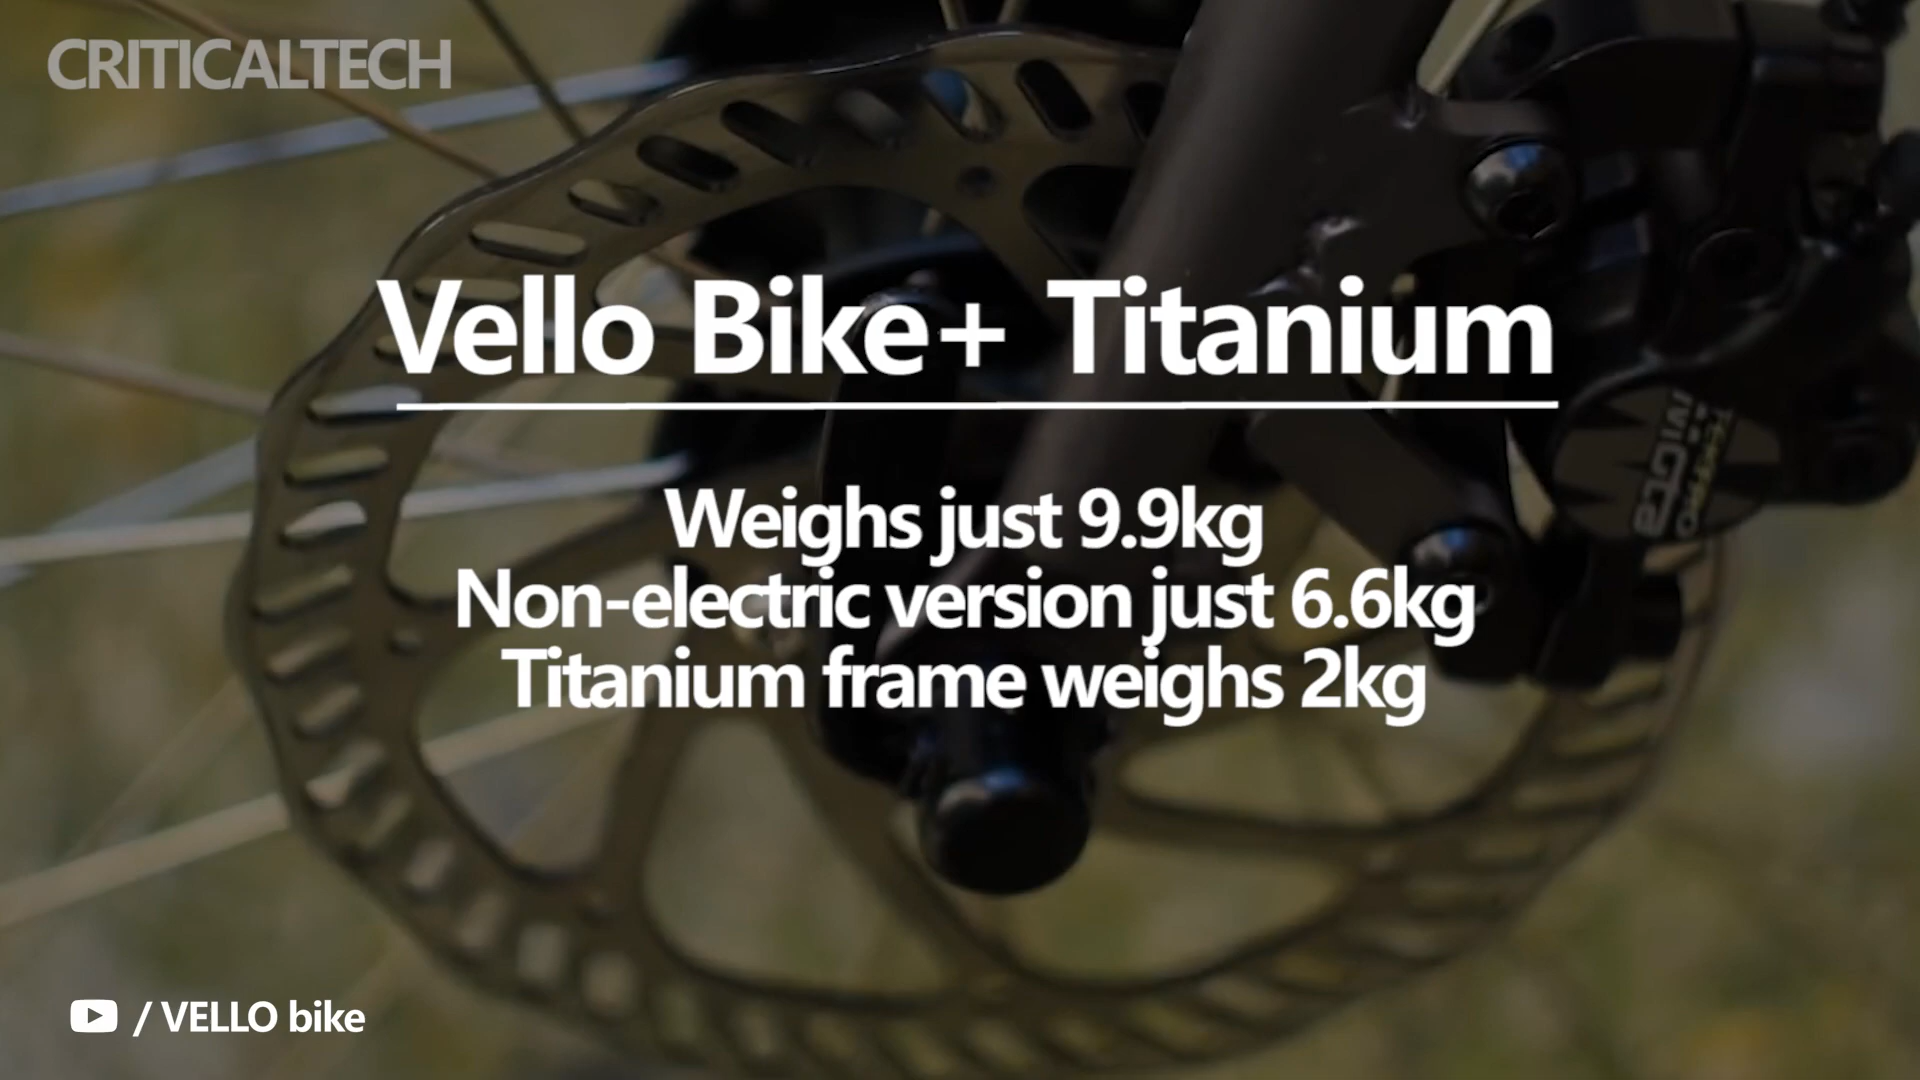 CRITICALTECH
Vello Bike+ Titanium
Weighs just 9.9kg
Non-electric version just 6.6kg
Titanium frame weighs 2kg
/ VELLO bike